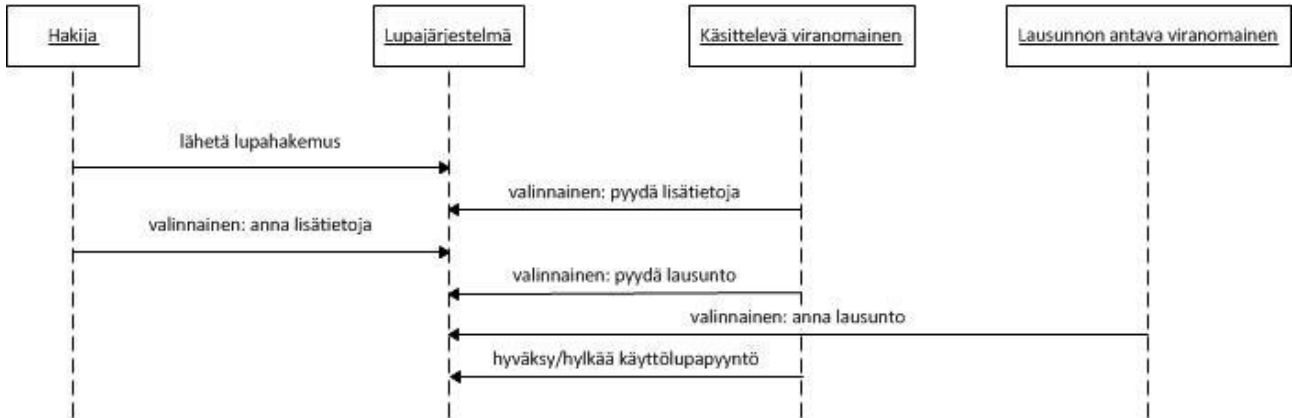 Hakija
Lupajärjestelmä
Käsittelevä viranomainen
Lausunnon antava viranomainen
lähetä lupahakemus
valinnainen: pyydä lisätietoja
valinnainen: anna lisätietoja
valinnainen: pyydä lausunto
valinnainen: anna lausunto
hyväksy/hylkää käyttölupapyyntö